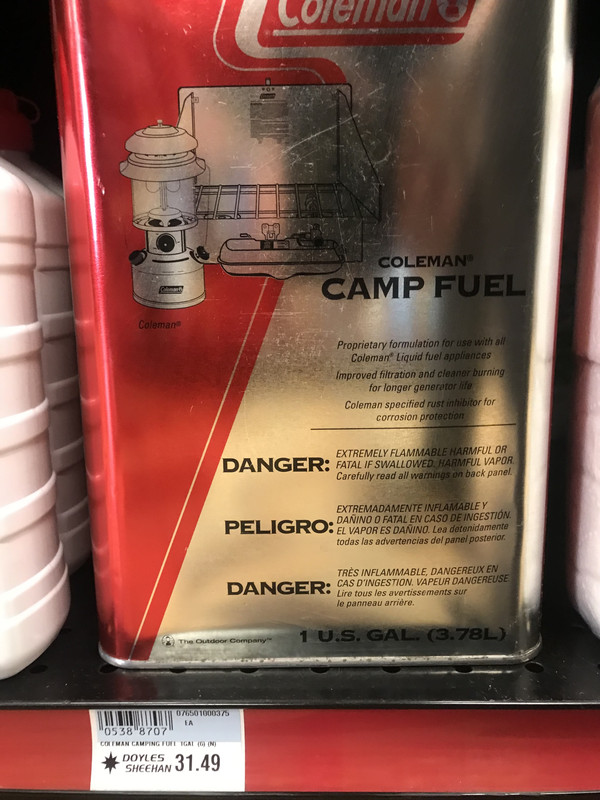 Coleman®
Coleman
Coleman
Coleman®
COLEMAN®
CAMP FUEL
Proprietary formulation for use with all
Coleman® Liquid fuel appliances
Improved filtration and cleaner burning
for longer generator life
Coleman specified rust inhibitor for
corrosion protection
DANGER:
EXTREMELY FLAMMABLE HARMFUL OR
FATAL IF SWALLOWED. HARMFUL VAPOR.
Carefully read all warnings on back panel.
PELIGRO:
EXTREMADAMENTE INFLAMABLE Y
DAÑINO O FATAL EN CASO DE INGESTIÓN.
EL VAPOR ES DAÑINO. Lea detenidamente
todas las advertencias del panel posterior.
DANGER:
TRÈS INFLAMMABLE, DANGEREUX EN
CAS D'INGESTION. VAPEUR DANGEREUSE
Lire tous les avertissements sur
le panneau arrière.
The Outdoor Company™
1 U.S. GAL. (3.78L)
0538 8707
076501000375
EA
COLEMAN CAMPING FUEL 1GAL (6) (N)
DOYLES
SHEEHAN 31.49